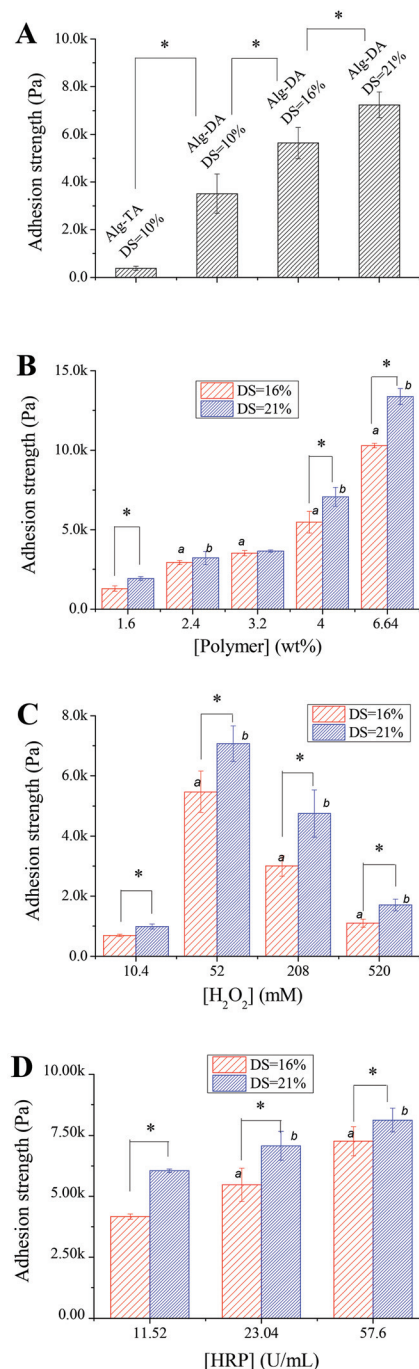 A
Adhesion strength (Pa)
10.0k
8.0k
6.0k
4.0k
2.0k
0.0
*
*
*
Alg-TA
DS=10%
Alg-DA
DS=10%
Alg-DA
DS=16%
Alg-DA
DS=21%
B
Adhesion strength (Pa)
15.0k
10.0k
5.0k
0.0
DS=16%
DS=21%
*
a
b
a
*
a
b
*
a
b
1.6
2.4
3.2
4
6.64
[Polymer] (wt%)
C
Adhesion strength (Pa)
8.0k
6.0k
4.0k
2.0k
0.0
DS=16%
DS=21%
*
*
a
b
*
a
b
*
a
b
10.4
52
208
520
[H₂O₂] (mM)
D
Adhesion strength (Pa)
10.00k
7.50k
5.00k
2.50k
0.00
DS=16%
DS=21%
*
*
a
b
*
a
b
11.52
23.04
57.6
[HRP] (U/mL)